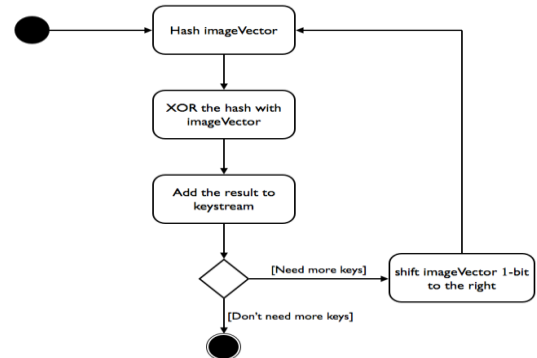 Hash imageVector
XOR the hash with
imageVector
Add the result to
keystream
[Need more keys]
shift imageVector 1-bit
to the right
[Don't need more keys]